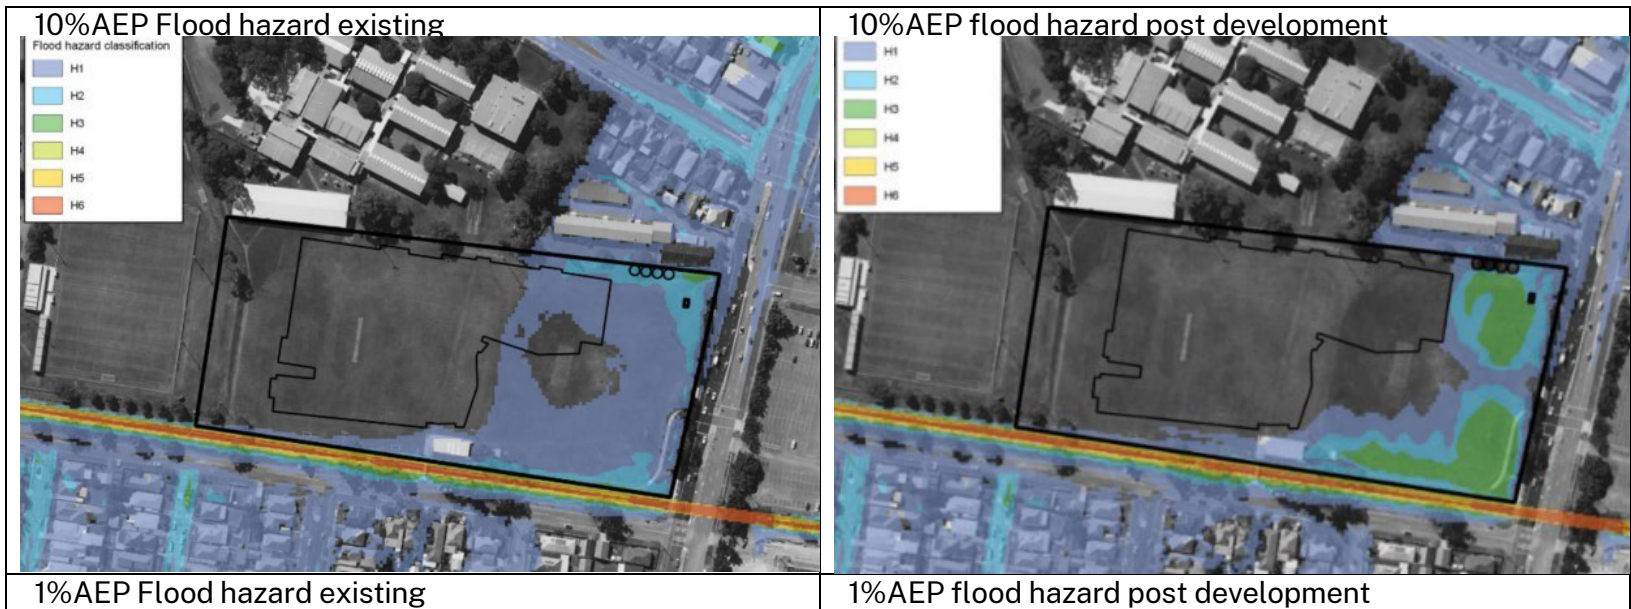 10%AEP Flood hazard existing
Flood hazard classification
H1
H2
H3
H4
H5
H6
10%AEP flood hazard post development
H1
H2
H3
H4
H5
H6
1%AEP Flood hazard existing
1%AEP flood hazard post development